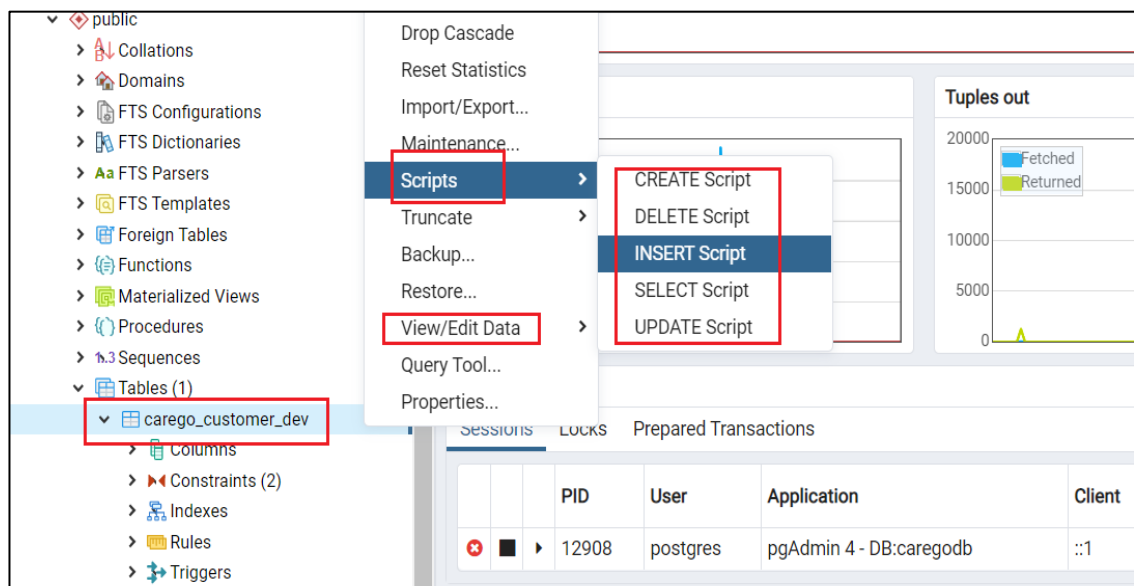 public
Collations
Domains
FTS Configurations
FTS Dictionaries
Aa FTS Parsers
FTS Templates
Foreign Tables
Functions
Materialized Views
Procedures
1..3 Sequences
Tables (1)
carego_customer_dev
Columns
Constraints (2)
Indexes
Rules
Triggers
Drop Cascade
Reset Statistics
Import/Export...
Maintenance...
Scripts
Truncate
Backup...
Restore...
View/Edit Data
Query Tool...
Properties...
CREATE Script
DELETE Script
INSERT Script
SELECT Script
UPDATE Script
Tuples out
20000
15000
10000
5000
0
Fetched
Returned
Sessions Locks Prepared Transactions
PID User Application Client
12908 postgres pgAdmin 4 - DB:caregodb ::1